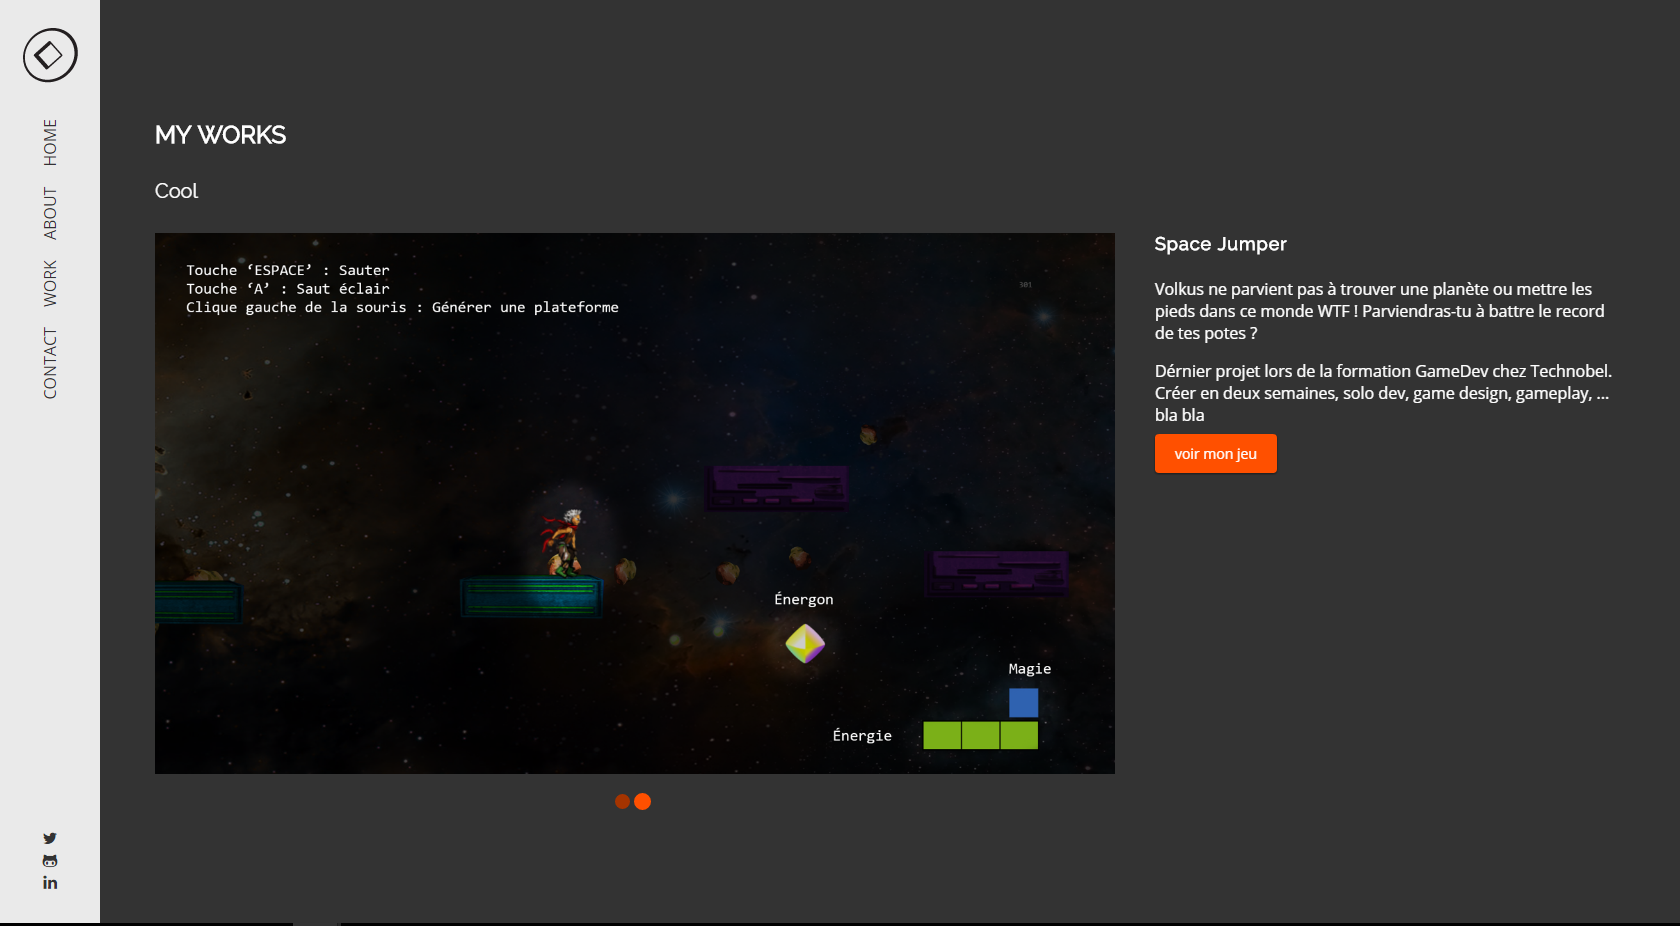 HOME
ABOUT
WORK
CONTACT
MY WORKS
Cool
Touche ‘ESPACE’ : Sauter
Touche ‘A’ : Saut éclair
Clique gauche de la souris : Générer une plateforme
301
Énergon
Magie
Énergie
Space Jumper
Volkus ne parvient pas à trouver une planète ou mettre les
pieds dans ce monde WTF ! Parviendras-tu à battre le record
de tes potes ?
Dérnier projet lors de la formation GameDev chez Technobel.
Créer en deux semaines, solo dev, game design, gameplay, ...
bla bla
voir mon jeu
in